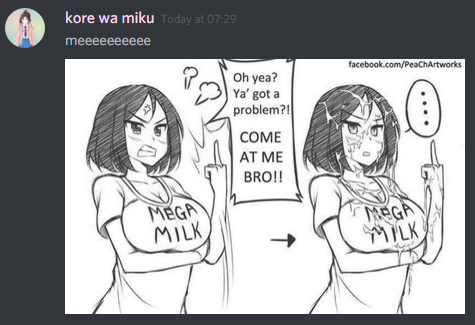 kore wa miku Today at 07:29
meeeeeeeeee
facebook.com/PeaChArtworks
Oh yea?
Ya' got a
problem?!
COME
AT ME
BRO!!
MEGA
MILK
....
MEGA
MILK